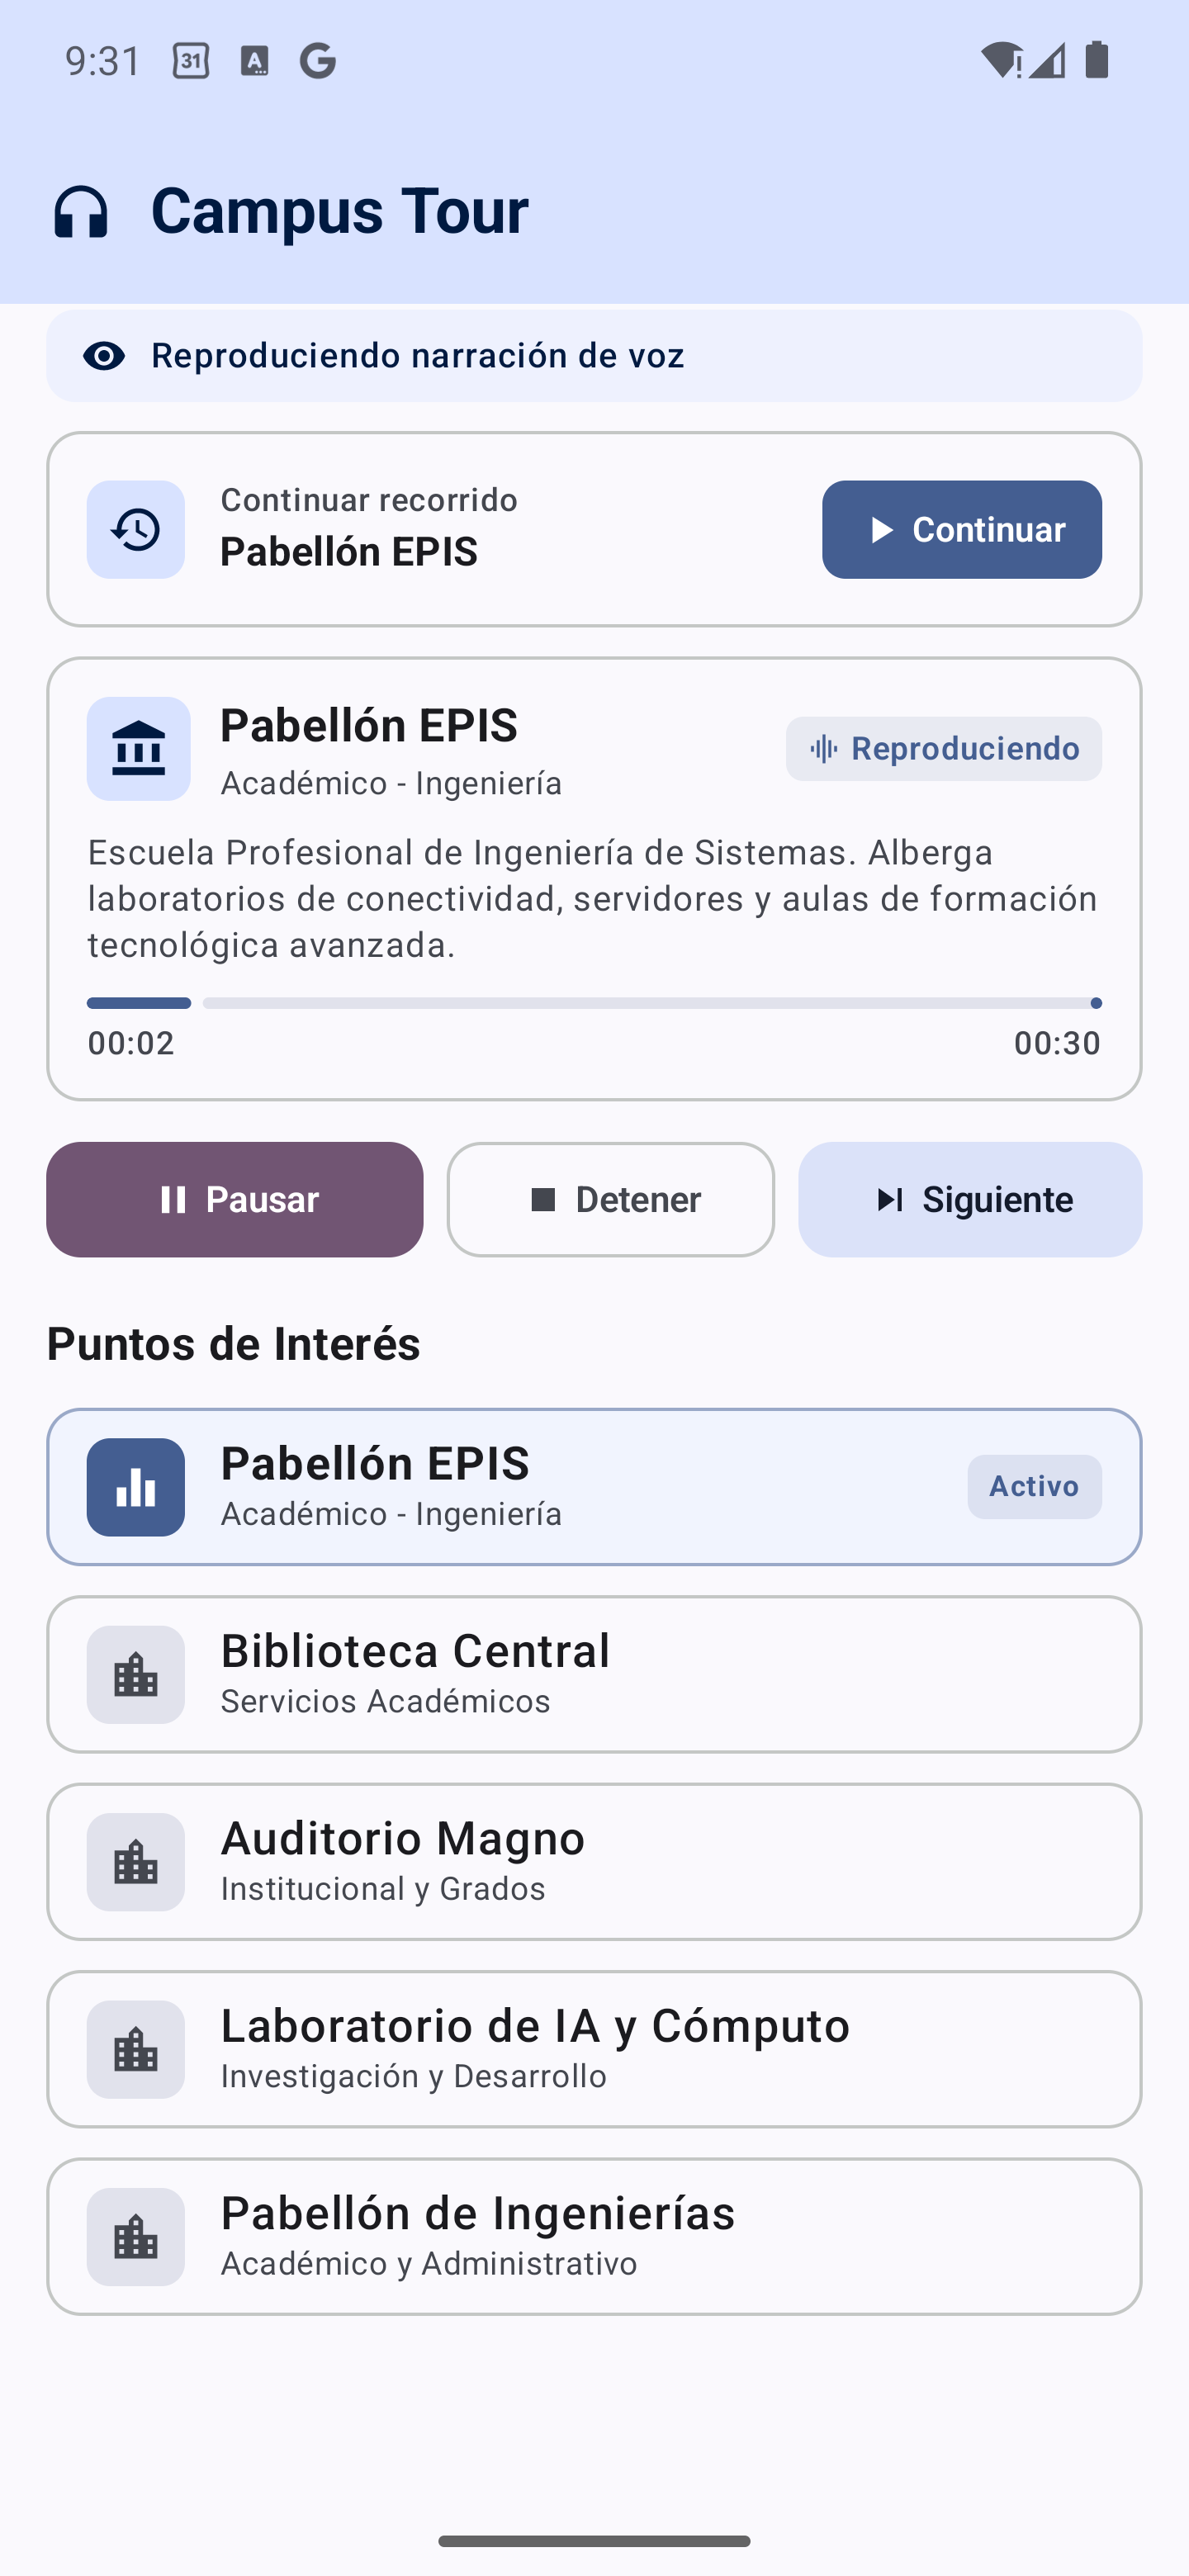 9:31
31
A
G
Campus Tour
Reproduciendo narración de voz
Continuar recorrido
Pabellón EPIS
Continuar
Pabellón EPIS
Académico - Ingeniería
Reproduciendo
Escuela Profesional de Ingeniería de Sistemas. Alberga
laboratorios de conectividad, servidores y aulas de formación
tecnológica avanzada.
00:02
00:30
Pausar
Detener
Siguiente
Puntos de Interés
Pabellón EPIS
Académico - Ingeniería
Activo
Biblioteca Central
Servicios Académicos
Auditorio Magno
Institucional y Grados
Laboratorio de IA y Cómputo
Investigación y Desarrollo
Pabellón de Ingenierías
Académico y Administrativo